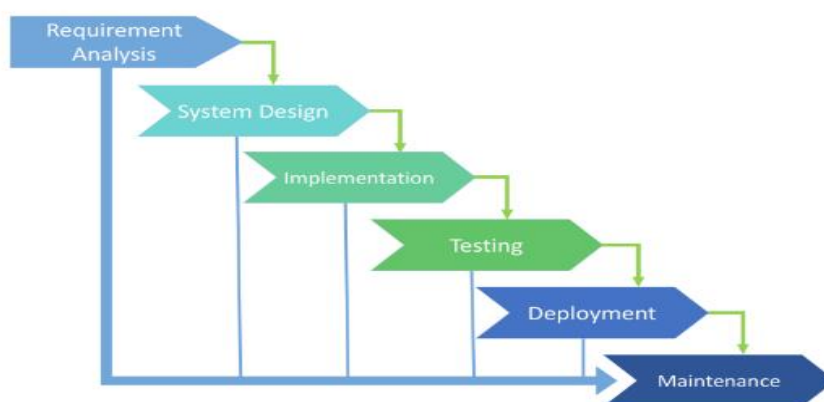 Requirement
Analysis
System Design
Implementation
Testing
Deployment
Maintenance